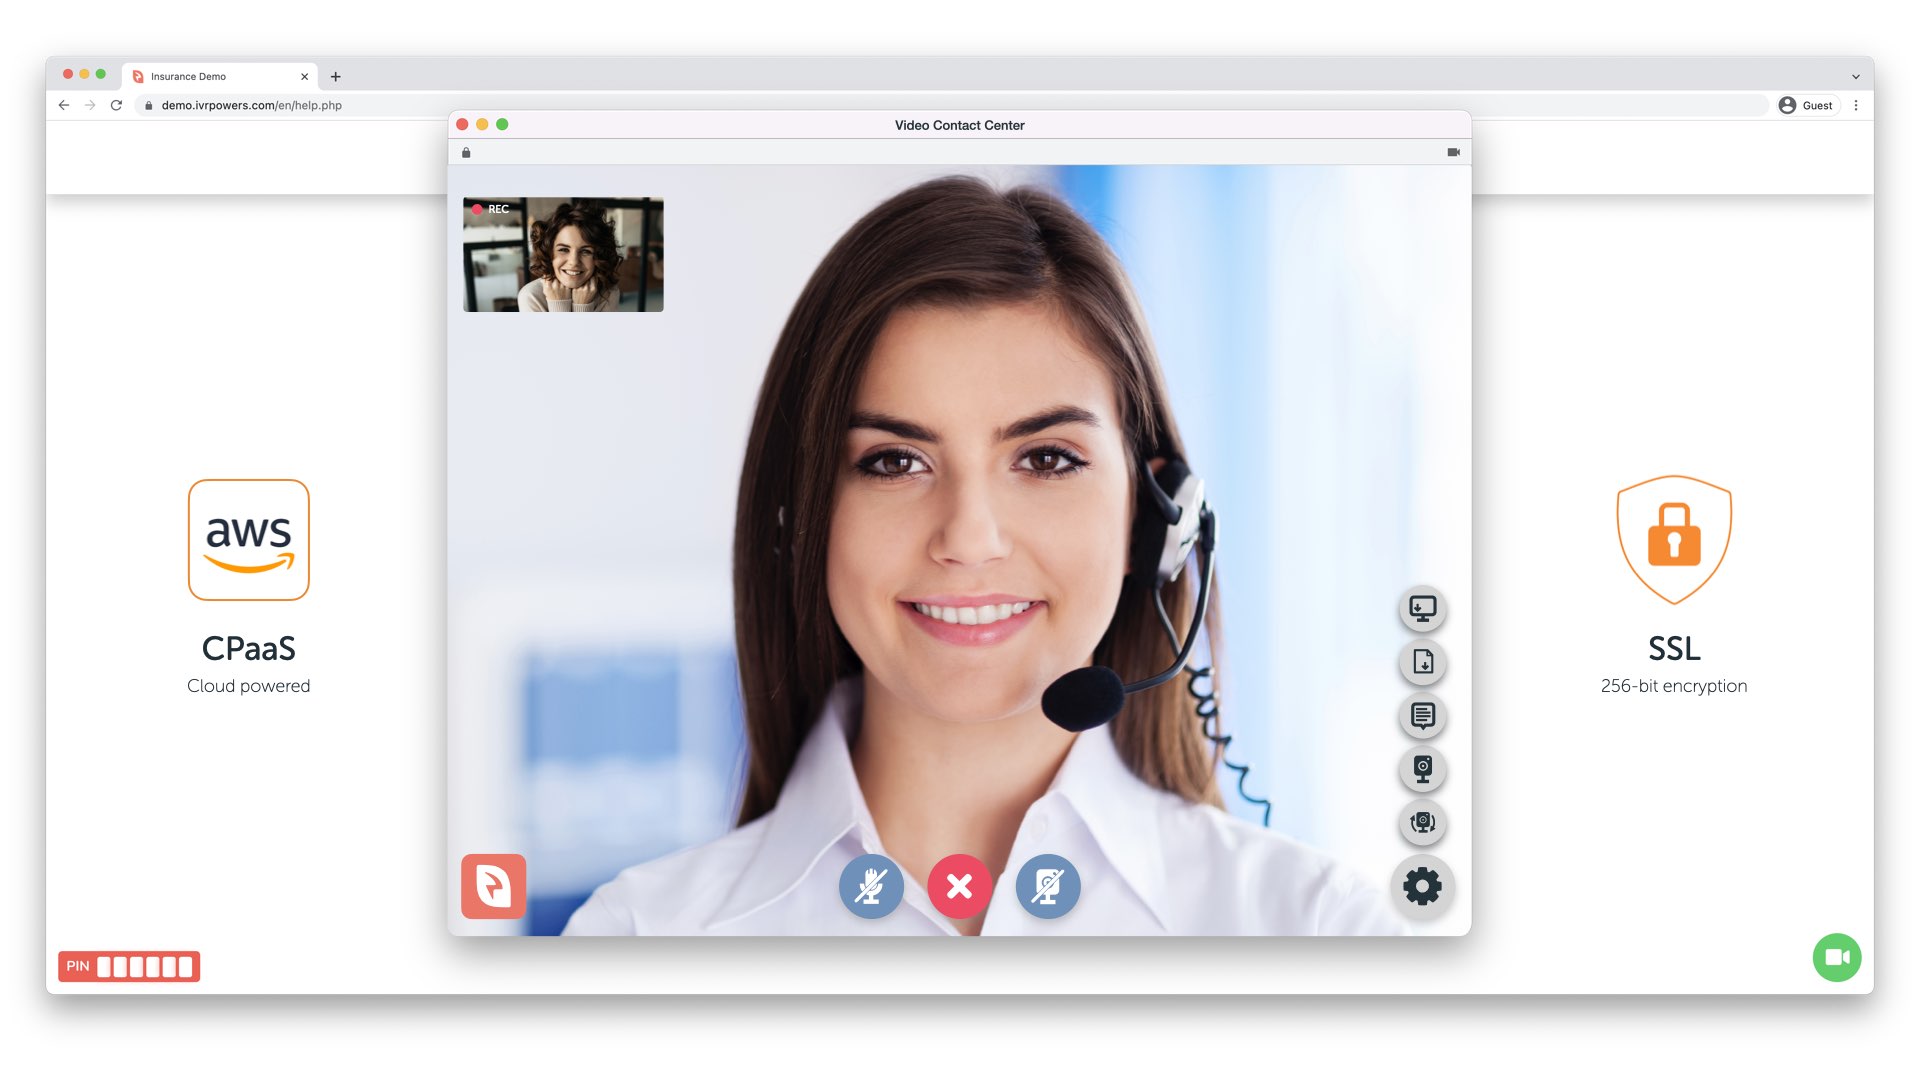 Insurance Demo
demo.ivrpowers.com/en/help.php
Guest
Video Contact Center
REC
aws
CPaaS
Cloud powered
SSL
256-bit encryption
PIN